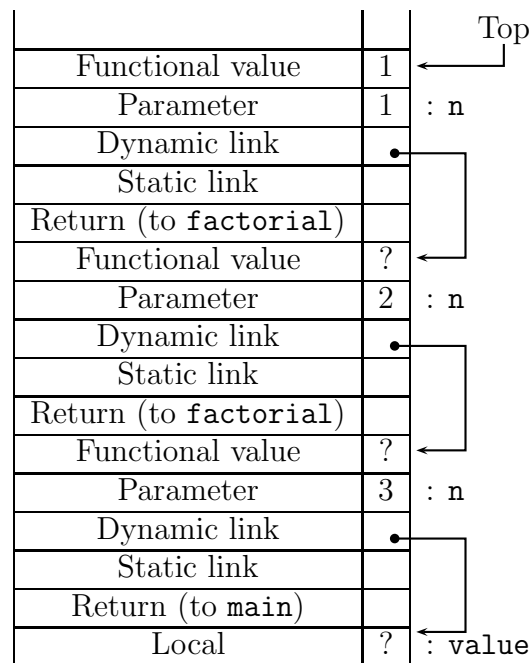 Top
Functional value 1
Parameter 1 : n
Dynamic link
Static link
Return (to factorial)
Functional value ?
Parameter 2 : n
Dynamic link
Static link
Return (to factorial)
Functional value ?
Parameter 3 : n
Dynamic link
Static link
Return (to main)
Local ? : value